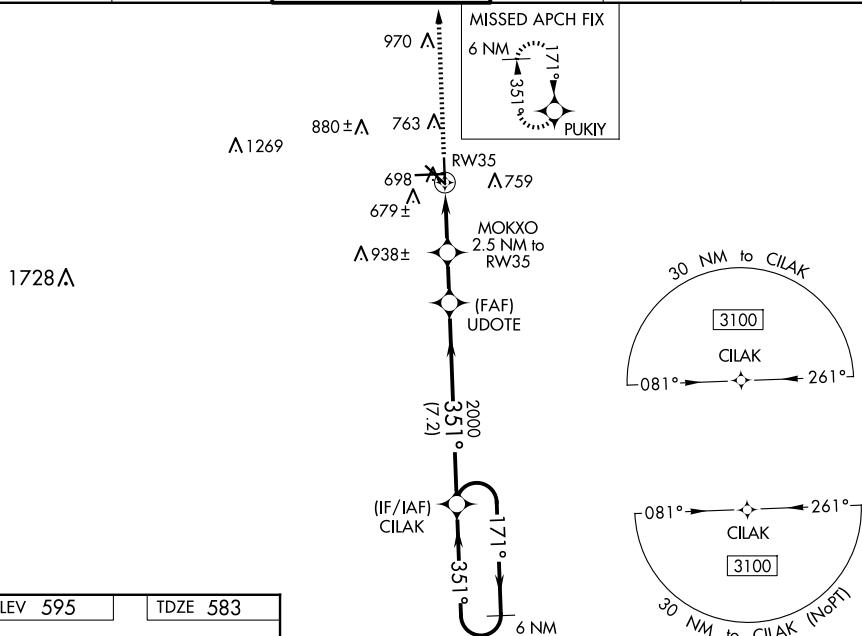 MISSED APCH FIX
6 NM
171°
351°
PUKIY
970
880 ±
763
1269
RW35
698
759
679 ±
MOKXO
2.5 NM to
RW35
938±
1728
(FAF)
UDOTE
2000
351°
(7.2)
(IF/IAF)
CILAK
171°
351°
6 NM
30 NM to CILAK
3100
CILAK
081°
261°
081°
261°
CILAK
3100
30 NM to CILAK (NoPT)
LEV 595
TDZE 583